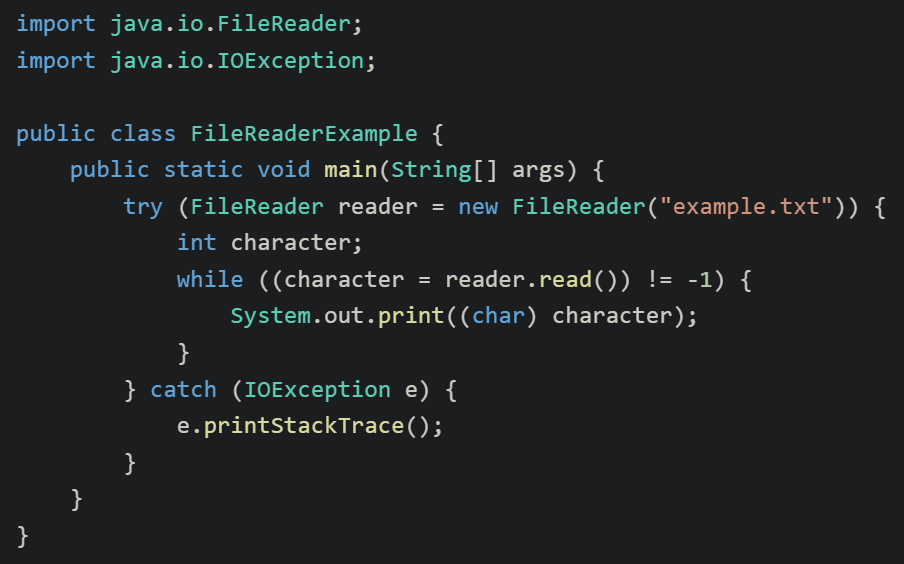 import java.io.FileReader;
import java.io.IOException;

public class FileReaderExample {
    public static void main(String[] args) {
        try (FileReader reader = new FileReader("example.txt")) {
            int character;
            while ((character = reader.read()) != -1) {
                System.out.print((char) character);
            }
        } catch (IOException e) {
            e.printStackTrace();
        }
    }
}